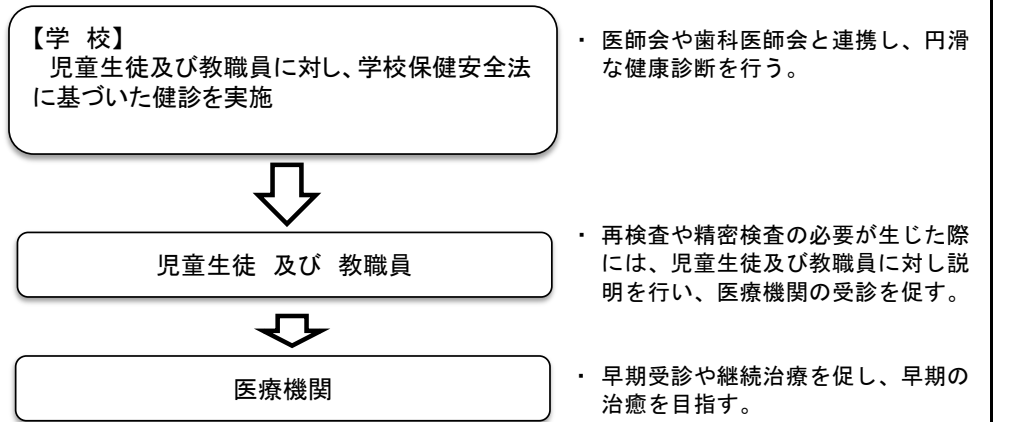 【学　校】
児童生徒及び教職員に対し、学校保健安全法
に基づいた健診を実施
・ 医師会や歯科医師会と連携し、円滑
な健康診断を行う。
児童生徒　及び　教職員
・ 再検査や精密検査の必要が生じた際
には、児童生徒及び教職員に対し説
明を行い、医療機関の受診を促す。
医療機関
・ 早期受診や継続治療を促し、早期の
治癒を目指す。